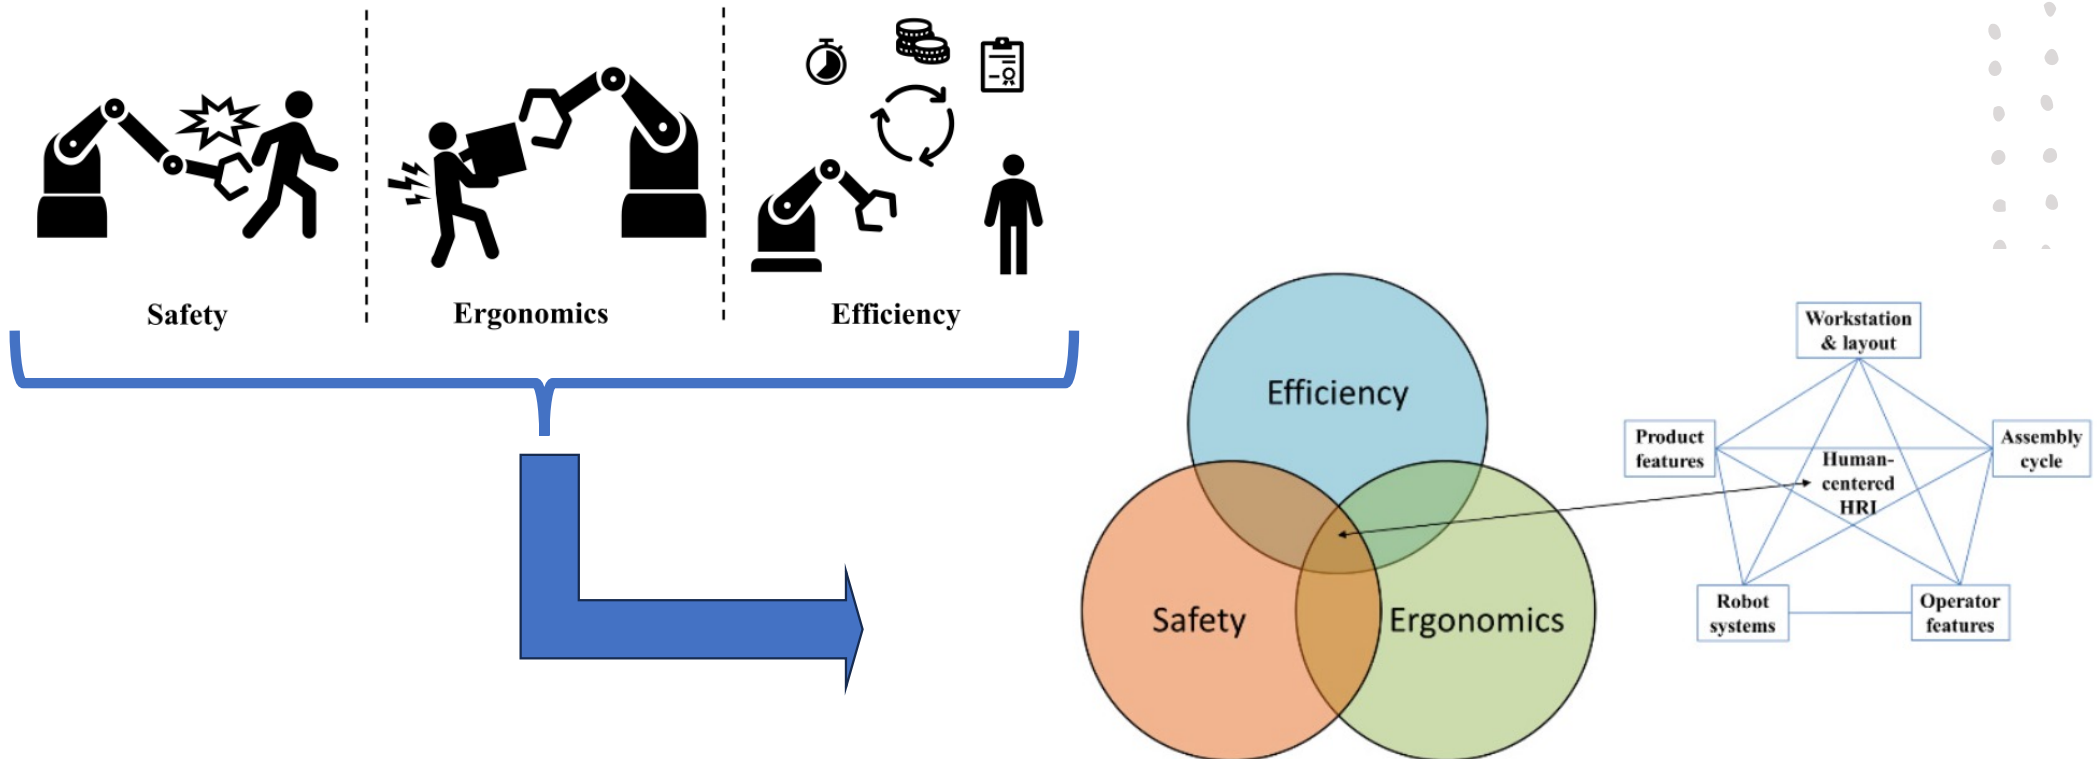 Safety
Ergonomics
Efficiency
Efficiency
Safety
Ergonomics
Workstation
& layout
Product
features
Assembly
cycle
Human-
centered
HRI
Robot
systems
Operator
features